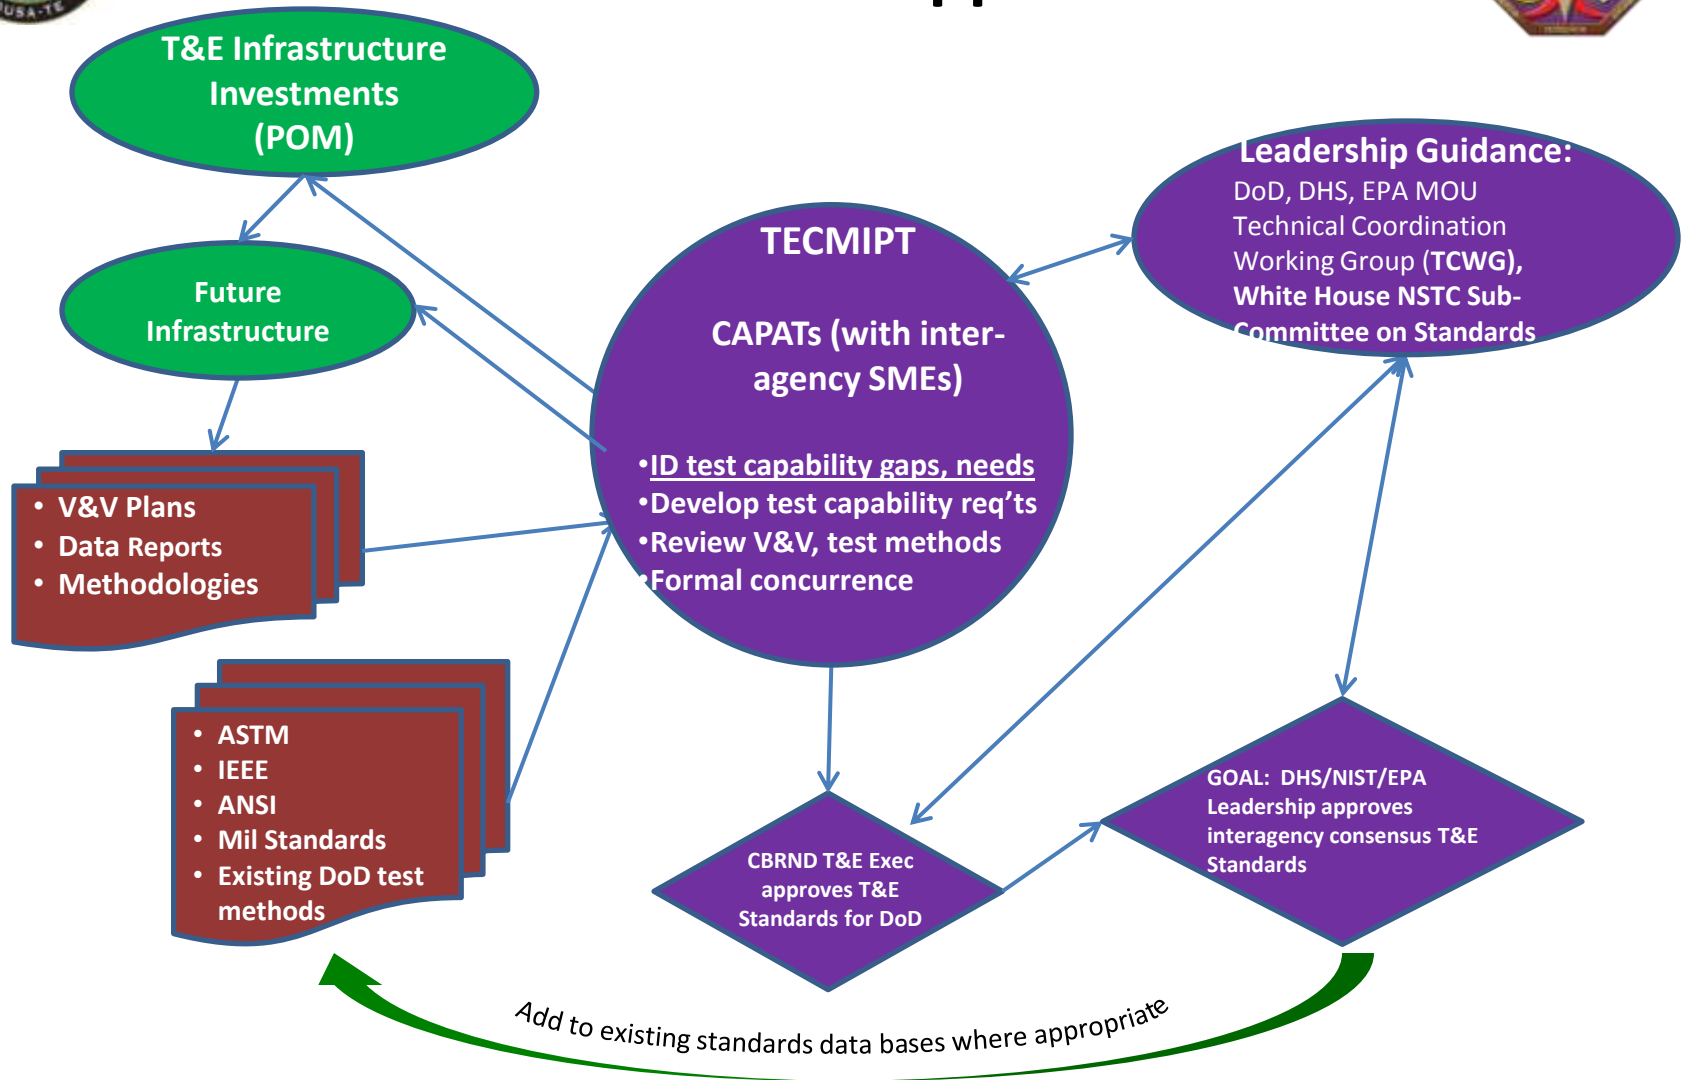 DUSA-TE
T&E Infrastructure
Investments
(POM)
Future
Infrastructure
• V&V Plans
• Data Reports
• Methodologies
• ASTM
• IEEE
• ANSI
• Mil Standards
• Existing DoD test
methods
TECMIPT
CAPATs (with inter-
agency SMEs)
•ID test capability gaps, needs
•Develop test capability req’ts
•Review V&V, test methods
•Formal concurrence
Leadership Guidance:
DoD, DHS, EPA MOU
Technical Coordination
Working Group (TCWG),
White House NSTC Sub-
Committee on Standards
CBRND T&E Exec
approves T&E
Standards for DoD
GOAL: DHS/NIST/EPA
Leadership approves
interagency consensus T&E
Standards
Add to existing standards data bases where appropriate